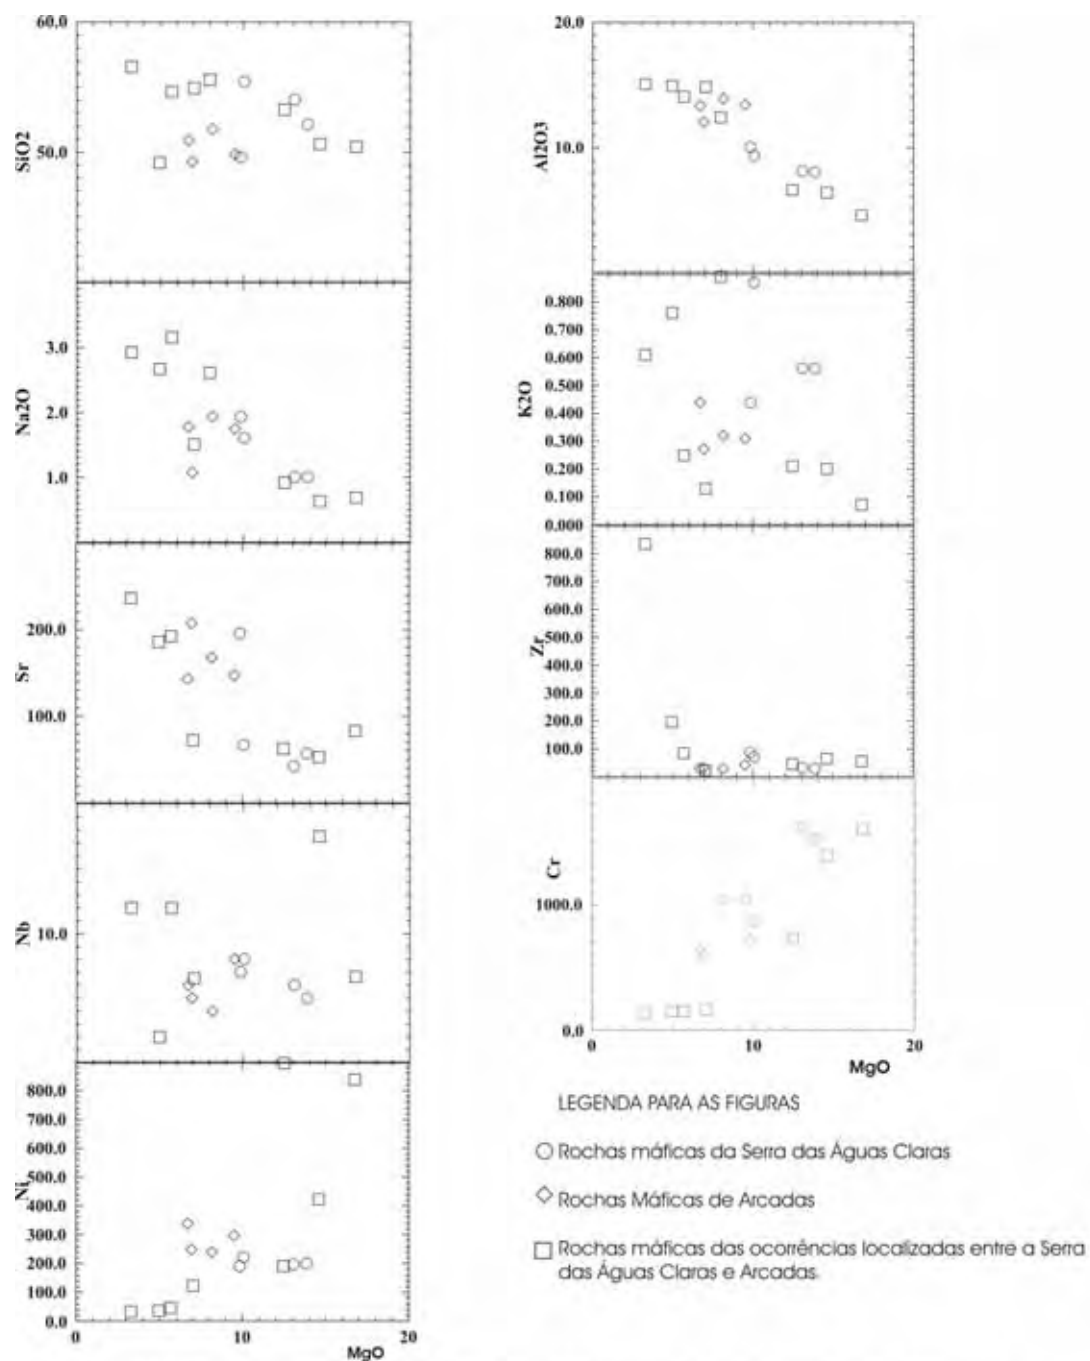 60.0
50.0
SiO2
3.0
2.0
1.0
Na2O
200.0
100.0
Sr
10.0
Nb
800.0
700.0
600.0
500.0
400.0
300.0
200.0
100.0
0.0
Ni
0
10
20
MgO
20.0
10.0
Al2O3
0.800
0.700
0.600
0.500
0.400
0.300
0.200
0.100
0.000
K2O
800.0
700.0
600.0
500.0
400.0
300.0
200.0
100.0
Zr
1000.0
0.0
Cr
0
10
20
MgO
LEGENDA PARA AS FIGURAS
Rochas máficas da Serra das Águas Claras
Rochas Máficas de Arcadas
Rochas máficas das ocorrências localizadas entre a Serra
das Águas Claras e Arcadas.